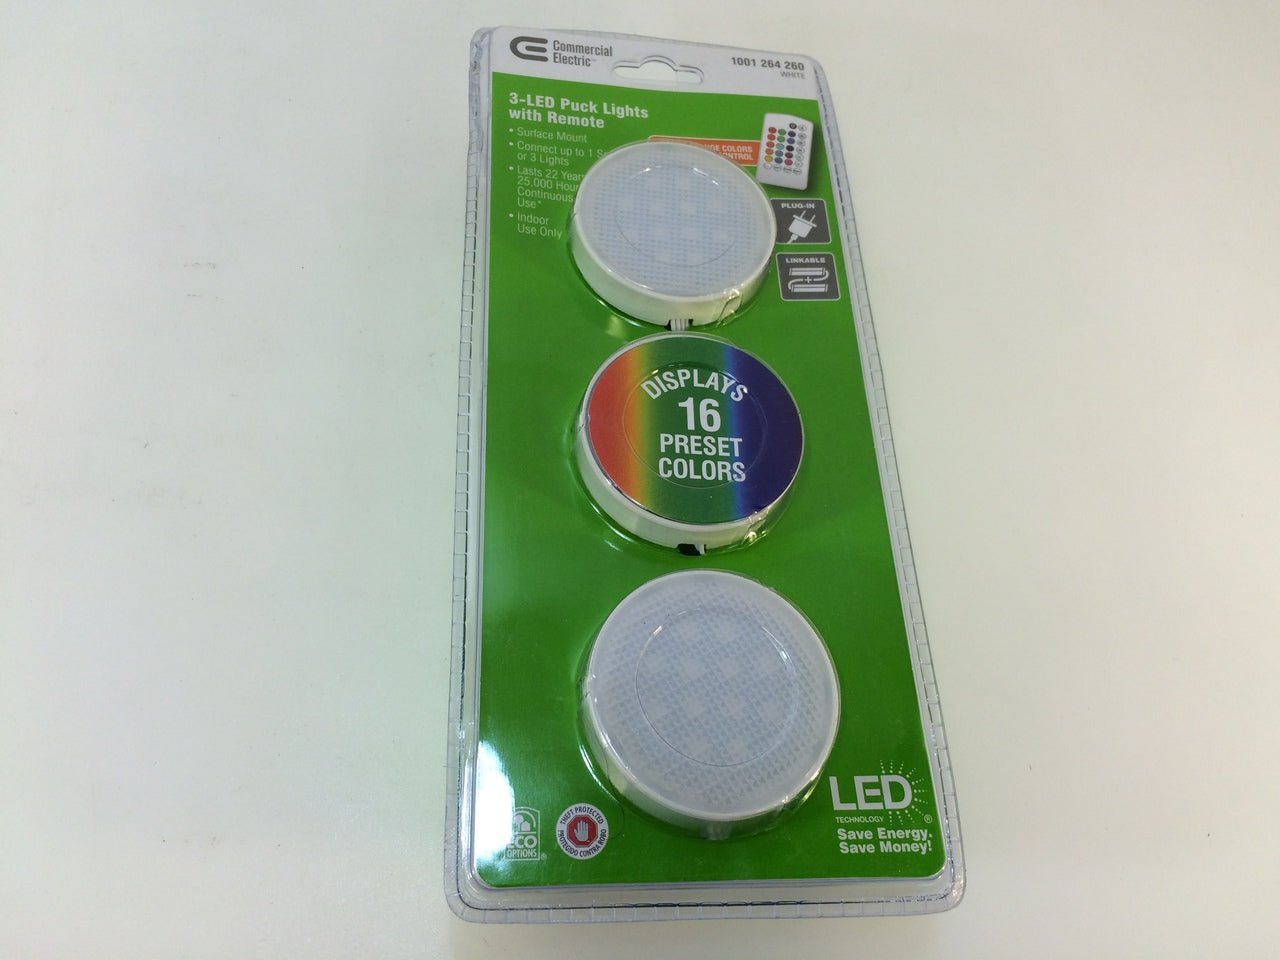 Commercial
Electric™
1001 264 260
WHITE
3-LED Puck Lights
with Remote
• Surface Mount
• Connect up to 1
or 3 Lights
• Lasts 22 Years
25,000
Continuous
Use*
• Indoor
Use Only
COLORS
PLUG-IN
LINKABLE
DISPLAYS
16
PRESET
COLORS
LED
TECHNOLOGY ®
Save Energy.
Save Money!
ECO
OPTIONS®
THEFT PROTECTED
PROTEGIDO CONTRA ROBO